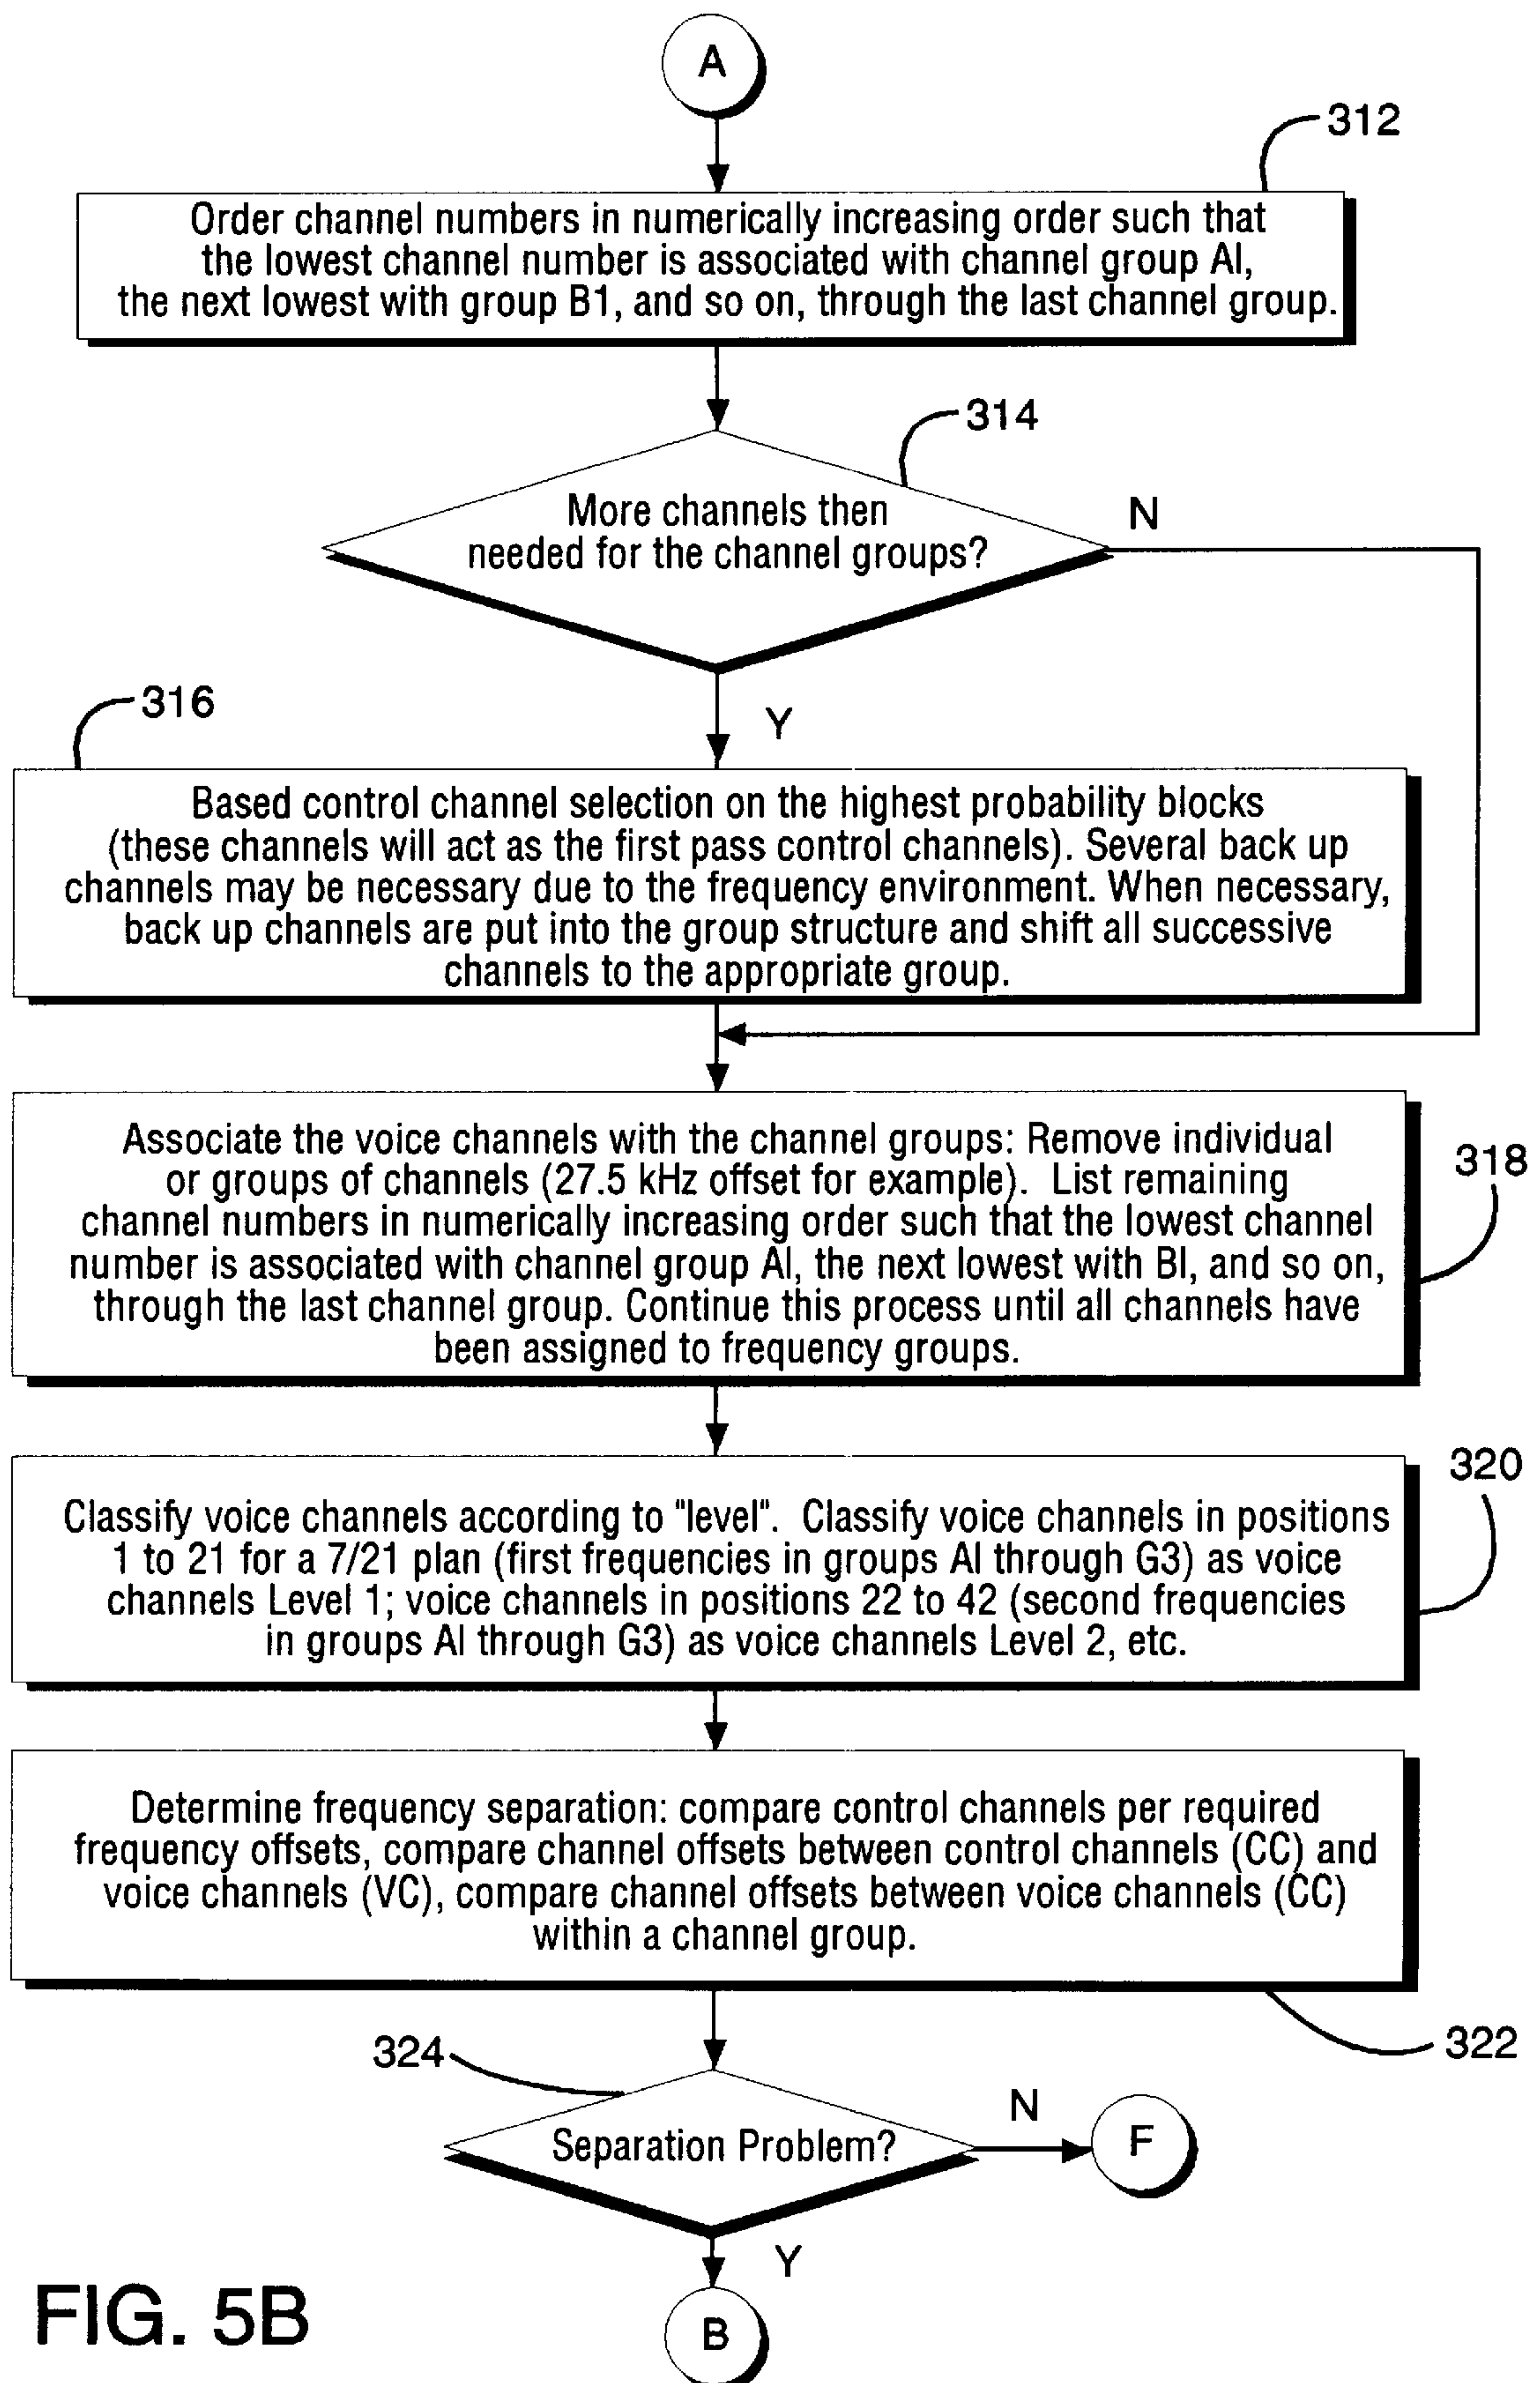 A
312
Order channel numbers in numerically increasing order such that
the lowest channel number is associated with channel group Al,
the next lowest with group B1, and so on, through the last channel group.
314
More channels then
needed for the channel groups?
N
Y
316
Based control channel selection on the highest probability blocks
(these channels will act as the first pass control channels). Several back up
channels may be necessary due to the frequency environment. When necessary,
back up channels are put into the group structure and shift all successive
channels to the appropriate group.
Associate the voice channels with the channel groups: Remove individual
or groups of channels (27.5 kHz offset for example). List remaining
channel numbers in numerically increasing order such that the lowest channel
number is associated with channel group Al, the next lowest with Bl, and so on,
through the last channel group. Continue this process until all channels have
been assigned to frequency groups.
318
Classify voice channels according to "level". Classify voice channels in positions
1 to 21 for a 7/21 plan (first frequencies in groups Al through G3) as voice
channels Level 1; voice channels in positions 22 to 42 (second frequencies
in groups Al through G3) as voice channels Level 2, etc.
320
Determine frequency separation: compare control channels per required
frequency offsets, compare channel offsets between control channels (CC) and
voice channels (VC), compare channel offsets between voice channels (CC)
within a channel group.
322
324
Separation Problem?
N
F
Y
B
FIG. 5B